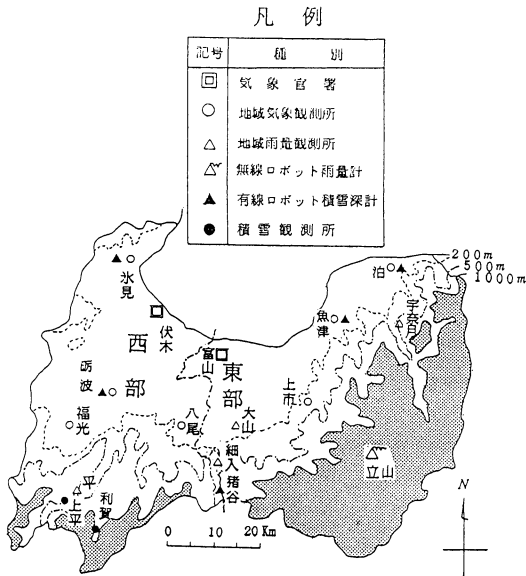 凡例
記号 種別
気象官署
地域気象観測所
地域雨量観測所
無線ロボット雨量計
有線ロボット積雪深計
積雪観測所
200m
500m
1000m
泊
氷見
宇奈月
魚津
伏木
西部
富山
東部
砺波
上市
福光
八尾
大山
細入
猪谷
立山
平
上平
利賀
N
0 10 20 Km